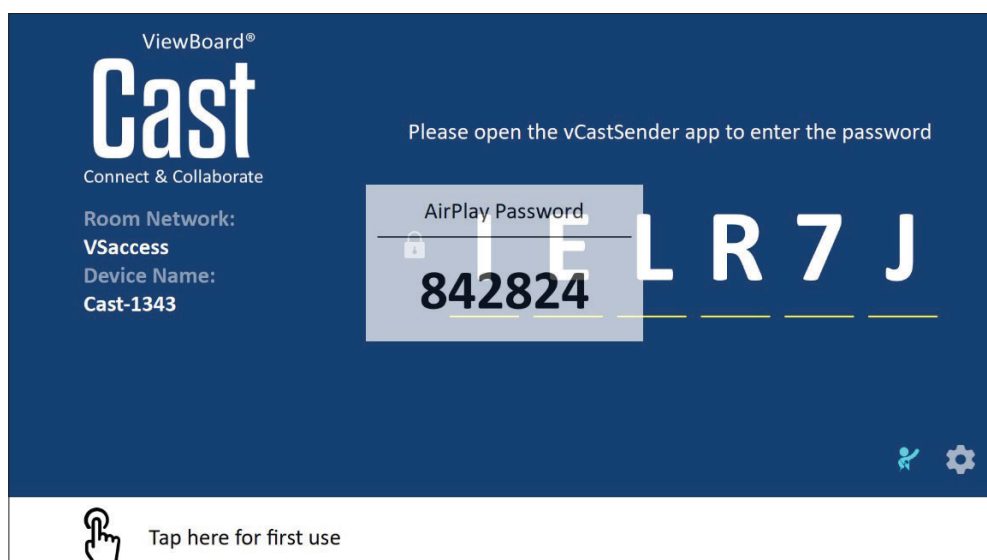 ViewBoard®
Cast
Connect & Collaborate
Room Network:
VSaccess
Device Name:
Cast-1343
Please open the vCastSender app to enter the password
AirPlay Password
842824
I E L R 7 J
Tap here for first use